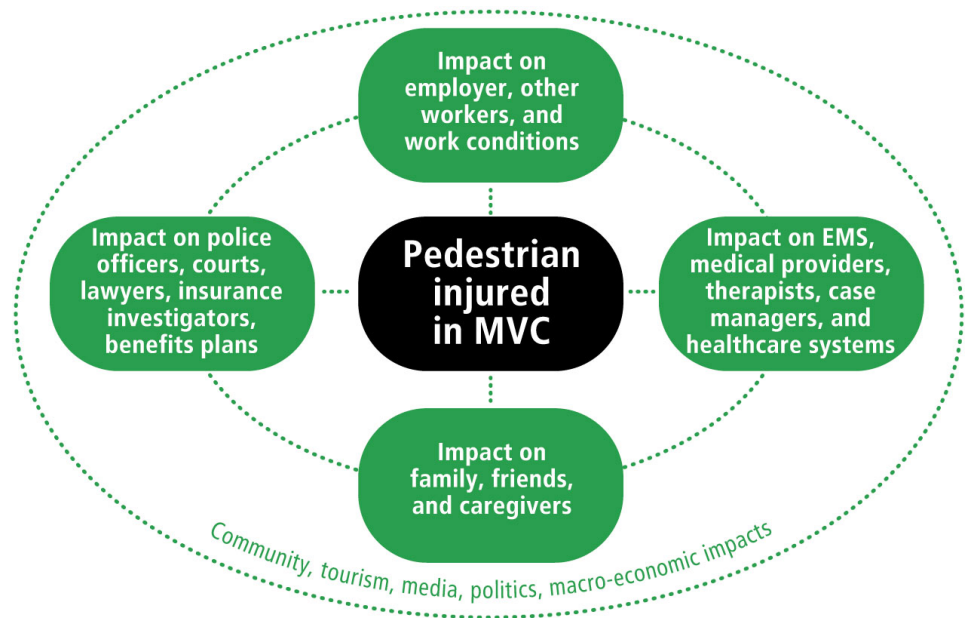 Impact on
employer, other
workers, and
work conditions
Impact on police
officers, courts,
lawyers, insurance
investigators,
benefits plans
Pedestrian
injured
in MVC
Impact on EMS,
medical providers,
therapists, case
managers, and
healthcare systems
Impact on
family, friends,
and caregivers
Community, tourism, media, politics, macro-economic impacts